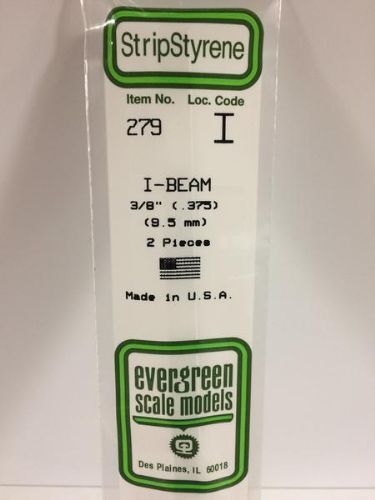 StripStyrene
Item No. Loc. Code
279 I
I-BEAM
3/8" (.375)
(9.5 mm)
2 Pieces
Made in U.S.A.
evergreen
scale models
Des Plaines, IL 60018